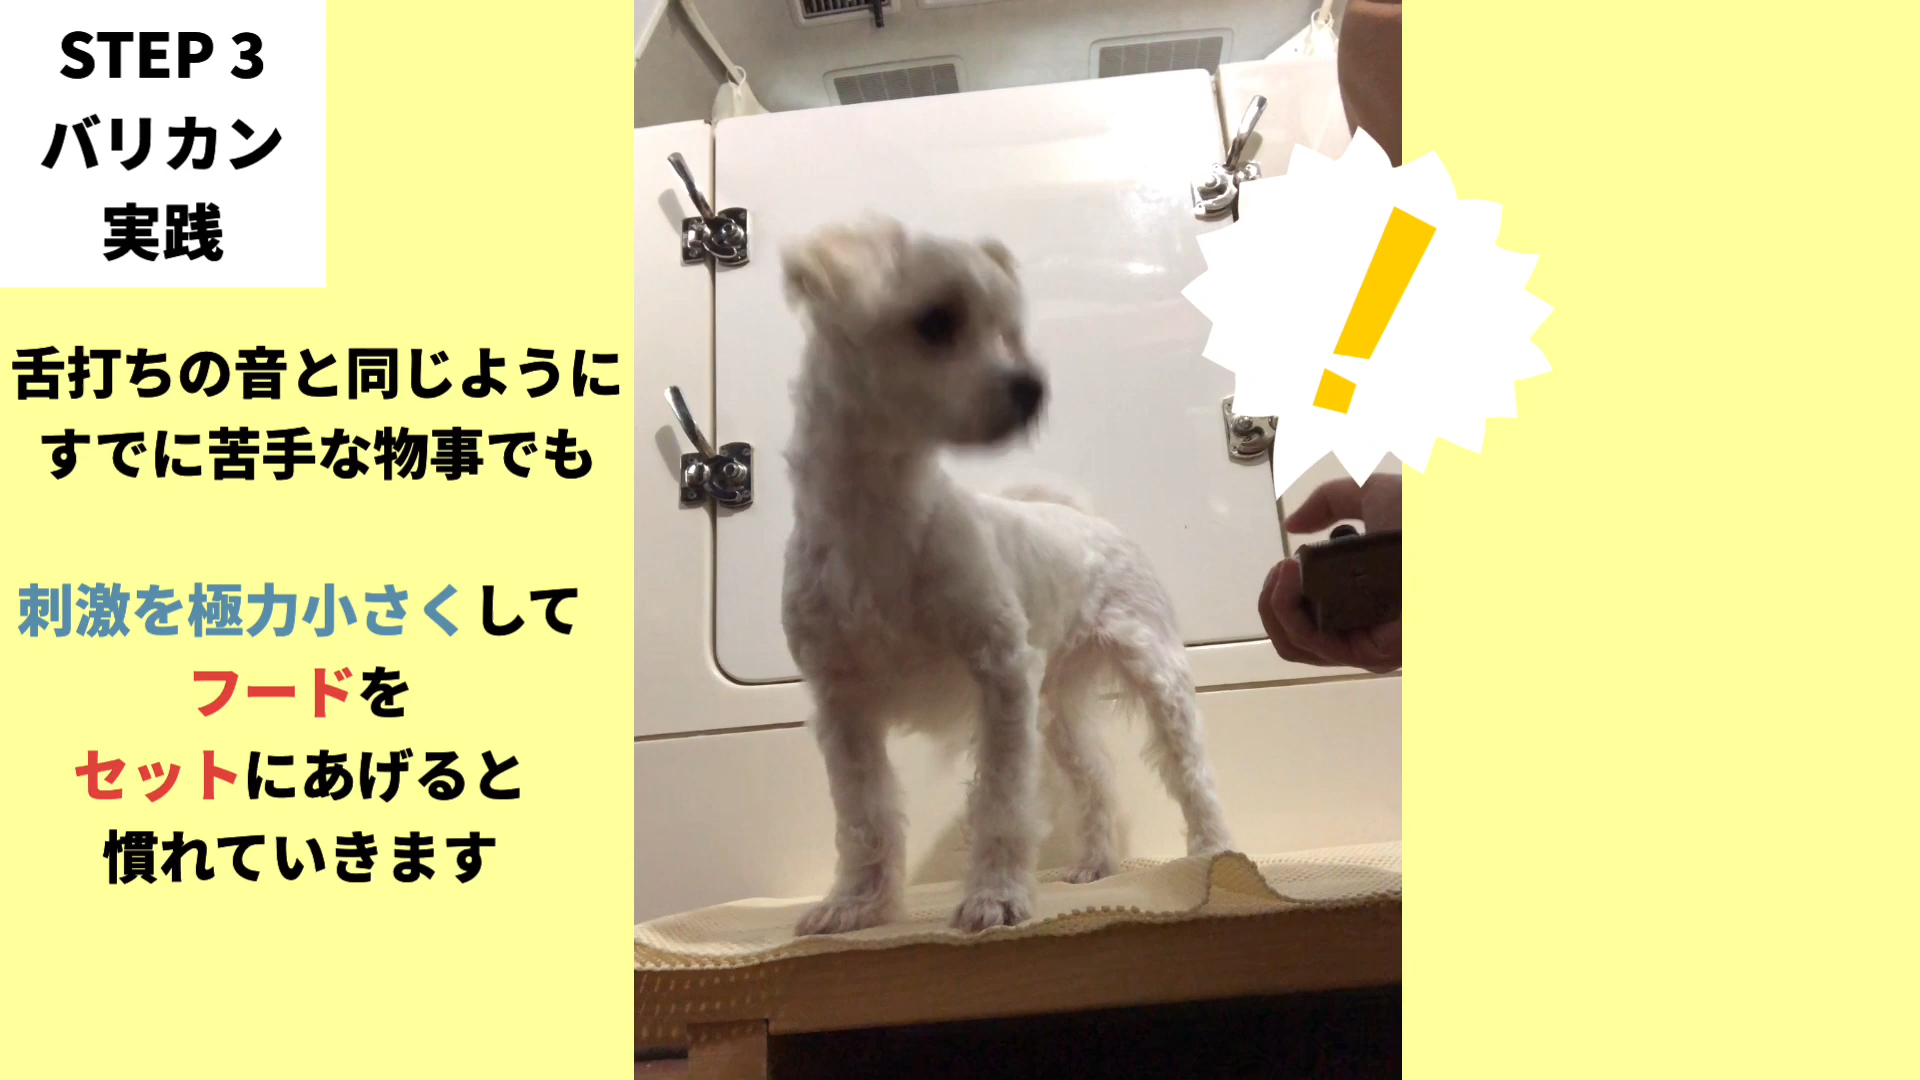 STEP 3
バリカン
実践
舌打ちの音と同じように
すでに苦手な物事でも
刺激を極力小さくして
フードを
セットにあげると
慣れていきます
!